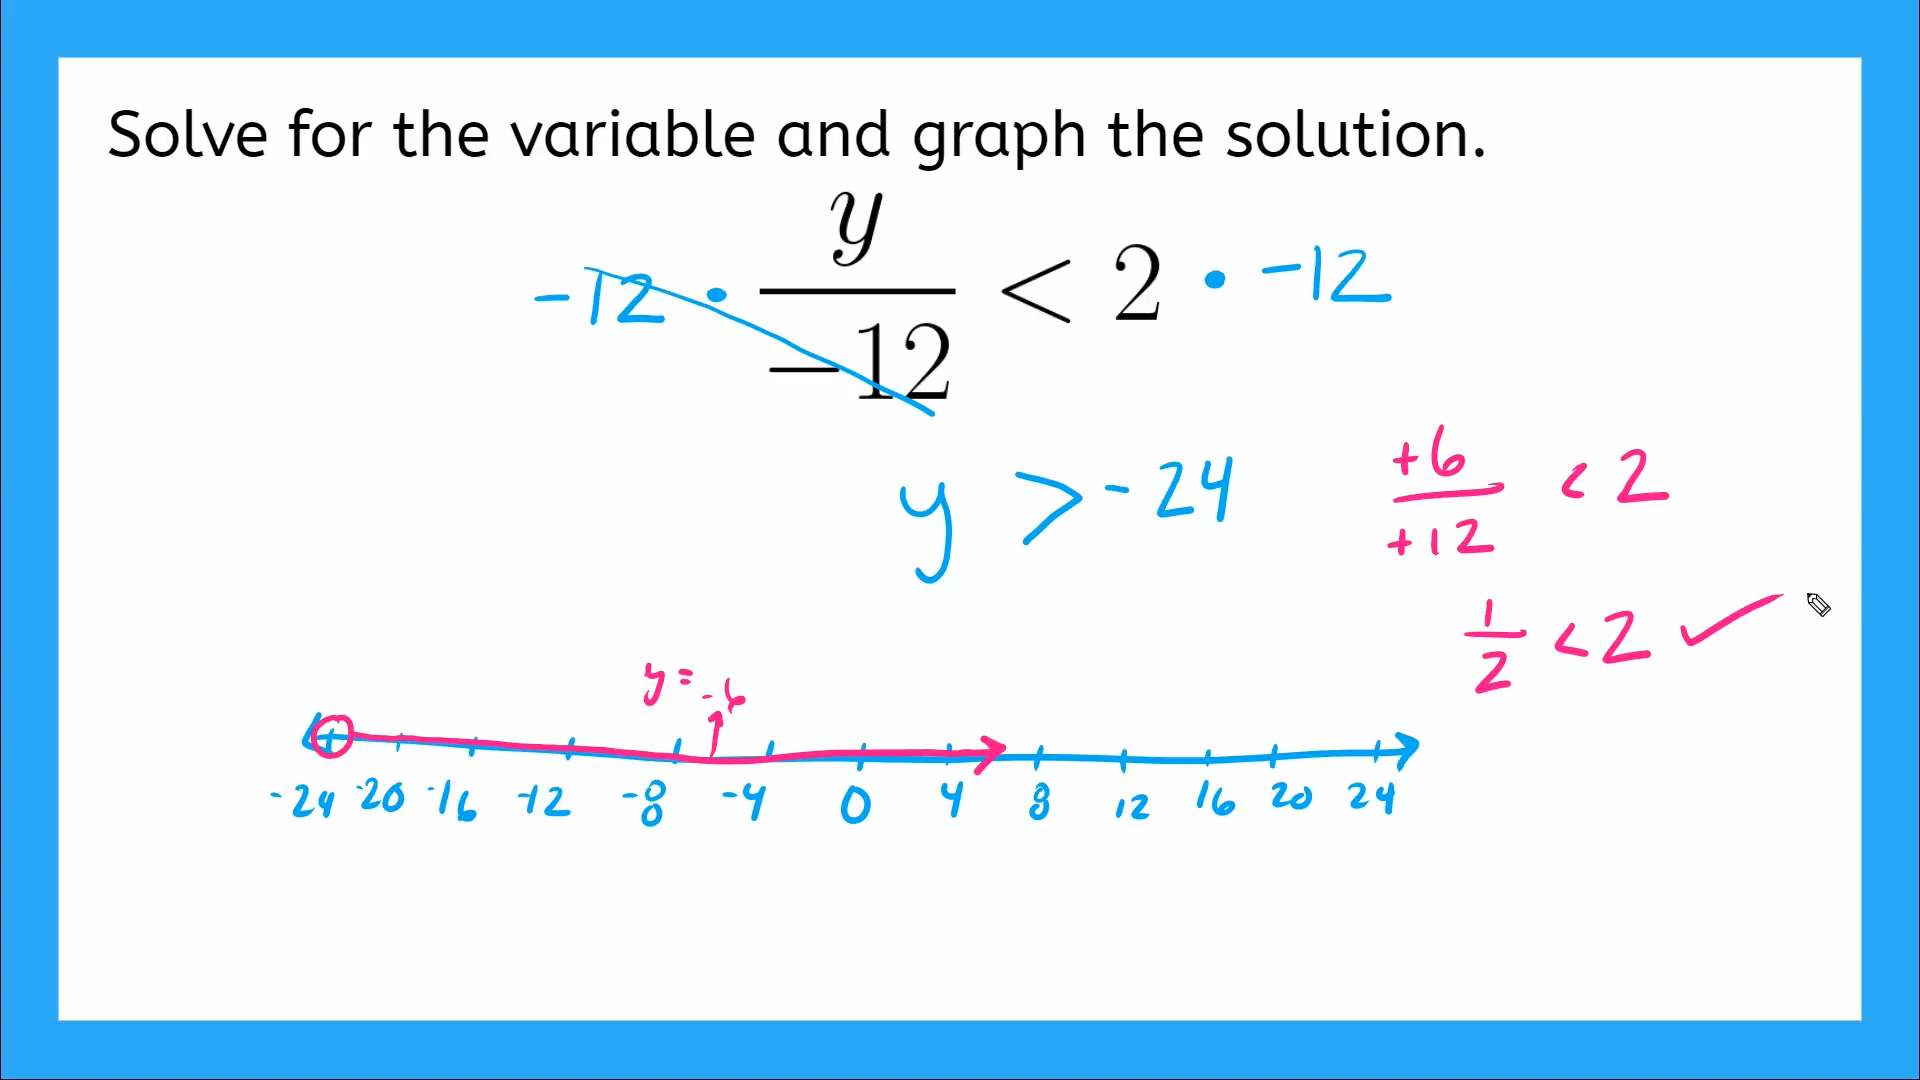 Solve for the variable and graph the solution.
-12 • y/-12 < 2 • -12
y > -24
+6/+12 < 2
1/2 < 2 ✓
y = -6
-24 -20 -16 -12 -8 -4 0 4 8 12 16 20 24